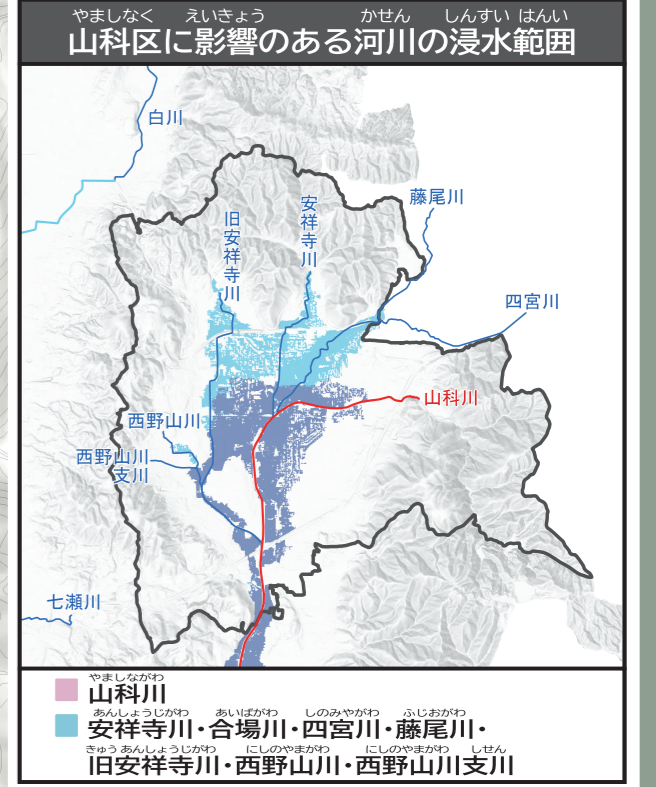 やましなく えいきょう かせん しんすい はんい
山科区に影響のある河川の浸水範囲
白川
藤尾川
安祥寺川
旧安祥寺川
四宮川
山科川
西野山川
西野山川
支川
七瀬川
やましながわ
山科川
あんしょうじがわ あいばがわ しのみやがわ ふじおがわ
安祥寺川・合場川・四宮川・藤尾川・
きゅうあんしょうじがわ にしのやまがわ にしのやまがわ しせん
旧安祥寺川・西野山川・西野山川支川